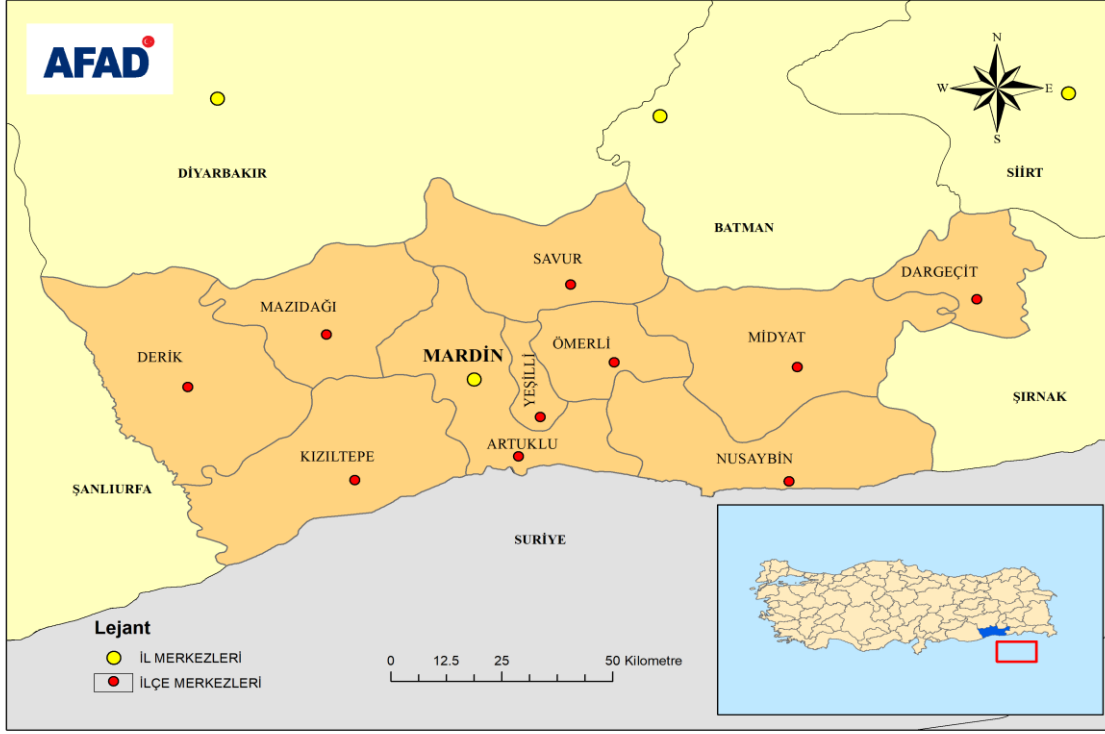 AFAD
N
W E
S
DİYARBAKIR
SİİRT
BATMAN
SAVUR
DARGEÇİT
MAZIDAĞI
MİDYAT
ÖMERLİ
MARDİN
DERİK
YEŞİLLİ
ŞIRNAK
ARTUKLU
KIZILTEPE
NUSAYBİN
ŞANLIURFA
SURİYE
Lejant
İL MERKEZLERİ
İLÇE MERKEZLERİ
0 12.5 25 50 Kilometre